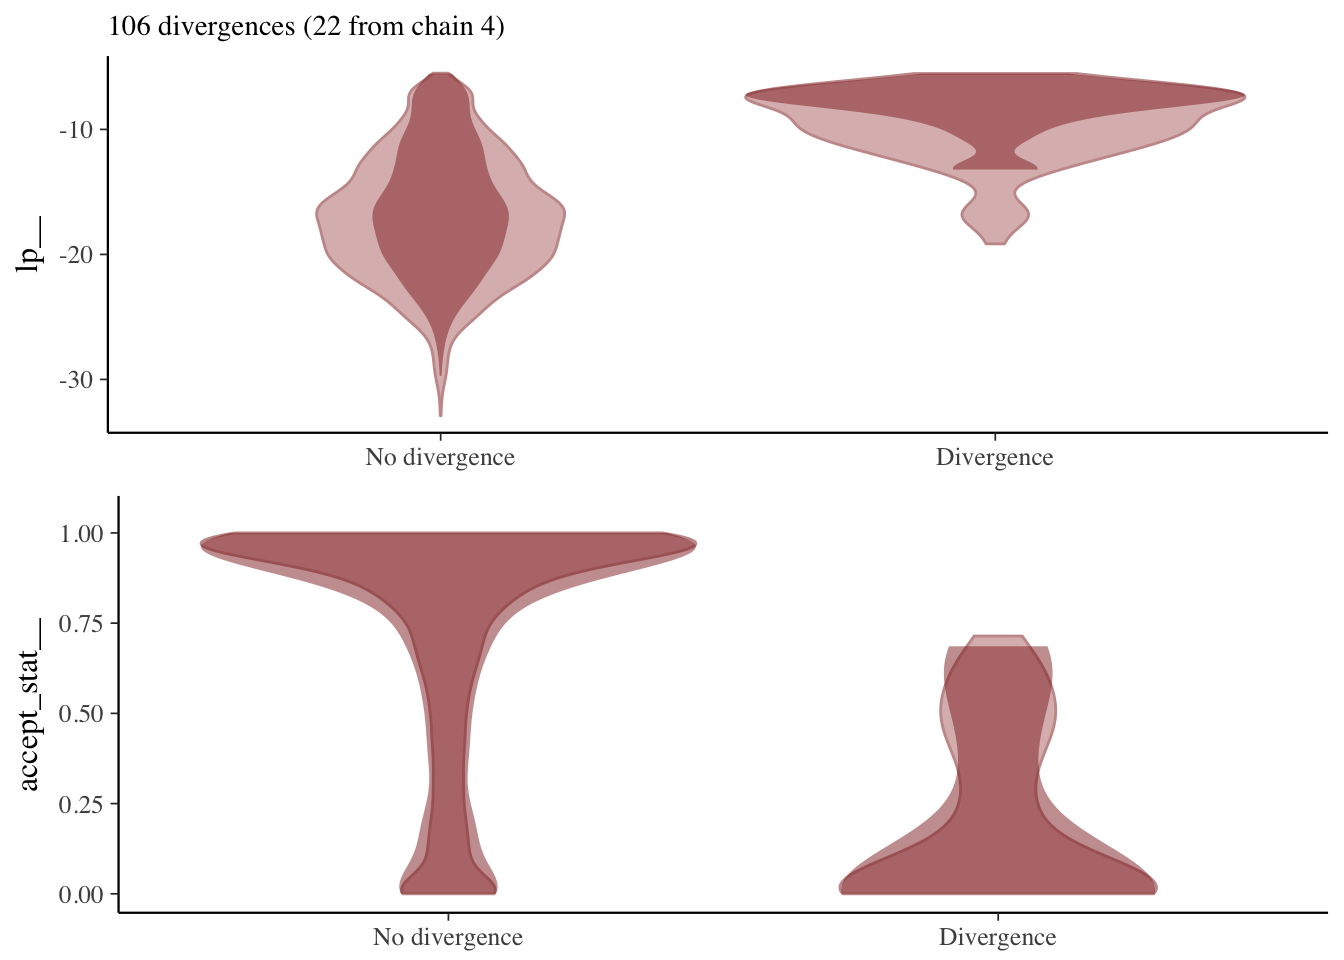 106 divergences (22 from chain 4)
lp__
-10
-20
-30
No divergence
Divergence
accept_stat__
1.00
0.75
0.50
0.25
0.00
No divergence
Divergence